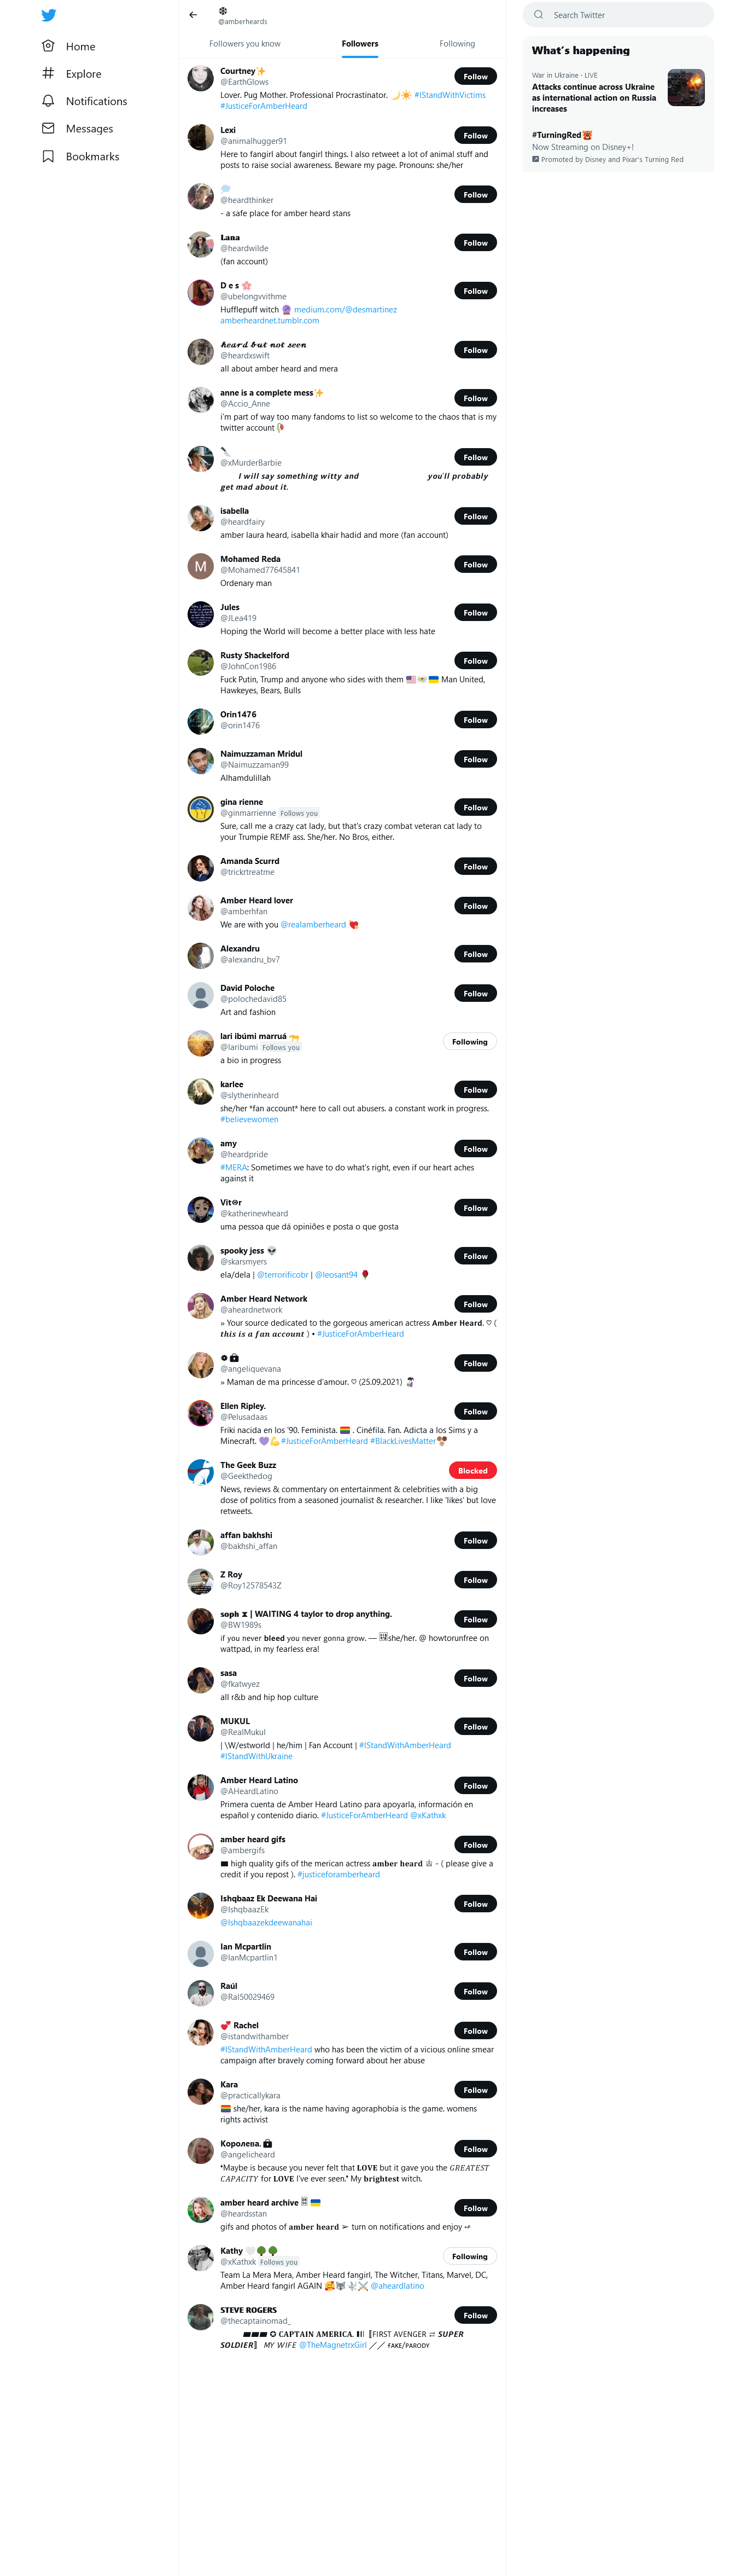 Home
Explore
Notifications
Messages
Bookmarks
@amberheards
Followers you know
Followers
Following
Courtney✨
@EarthGlows
Follow
Lover. Pug Mother. Professional Procrastinator. 🌙☀️ #IStandWithVictims
#JusticeForAmberHeard
Lexi
@animalhugger91
Follow
Here to fangirl about fangirl things. I also retweet a lot of animal stuff and
posts to raise social awareness. Beware my page. Pronouns: she/her
@heardthinker
Follow
- a safe place for amber heard stans
𝐋𝐚𝐧𝐚
@heardwilde
Follow
(fan account)
D e s 🌸
@ubelongvvithme
Follow
Hufflepuff witch 🔮 medium.com/@desmartinez
amberheardnet.tumblr.com
𝓱𝓮𝓪𝓻𝓭 𝓫𝓾𝓽 𝓷𝓸𝓽 𝓼𝓮𝓮𝓷
@heardxswift
Follow
all about amber heard and mera
anne is a complete mess✨
@Accio_Anne
Follow
i'm part of way too many fandoms to list so welcome to the chaos that is my
twitter account
@xMurderBarbie
Follow
𝙄 𝙬𝙞𝙡𝙡 𝙨𝙖𝙮 𝙨𝙤𝙢𝙚𝙩𝙝𝙞𝙣𝙜 𝙬𝙞𝙩𝙩𝙮 𝙖𝙣𝙙 𝙮𝙤𝙪'𝙡𝙡 𝙥𝙧𝙤𝙗𝙖𝙗𝙡𝙮
𝙜𝙚𝙩 𝙢𝙖𝙙 𝙖𝙗𝙤𝙪𝙩 𝙞𝙩.
isabella
@heardfairy
Follow
amber laura heard, isabella khair hadid and more (fan account)
M
Mohamed Reda
@Mohamed77645841
Follow
Ordenary man
Jules
@JLea419
Follow
Hoping the World will become a better place with less hate
Rusty Shackelford
@JohnCon1986
Follow
Fuck Putin, Trump and anyone who sides with them 🇺🇸 🇺🇦 Man United,
Hawkeyes, Bears, Bulls
Orin1476
@orin1476
Follow
Naimuzzaman Mridul
@Naimuzzaman99
Follow
Alhamdulillah
gina rienne
@ginmarrienne Follows you
Follow
Sure, call me a crazy cat lady, but that's crazy combat veteran cat lady to
your Trumpie REMF ass. She/her. No Bros, either.
Amanda Scurrd
@trickrtreatme
Follow
Amber Heard lover
@amberhfan
Follow
We are with you @realamberheard 💘
Alexandru
@alexandru_bv7
Follow
David Poloche
@polochedavid85
Follow
Art and fashion
lari ibúmi marruá 🐆
@laribumi Follows you
Following
a bio in progress
karlee
@slytherinheard
Follow
she/her *fan account* here to call out abusers. a constant work in progress.
#believewomen
amy
@heardpride
Follow
#MERA: Sometimes we have to do what's right, even if our heart aches
against it
Vit♾r
@katherinewheard
Follow
uma pessoa que dá opiniões e posta o que gosta
spooky jess 👽
@skarsmyers
Follow
ela/dela | @terrorificobr | @leosant94 🌹
Amber Heard Network
@aheardnetwork
Follow
» Your source dedicated to the gorgeous american actress 𝗔𝗺𝗯𝗲𝗿 𝗛𝗲𝗮𝗿𝗱. ♡ (
𝒕𝒉𝒊𝒔 𝒊𝒔 𝒂 𝒇𝒂𝒏 𝒂𝒄𝒄𝒐𝒖𝒏𝒕 ) • #JusticeForAmberHeard
@angeliquevana
Follow
» Maman de ma princesse d'amour. ♡ (25.09.2021)
Ellen Ripley.
@Pelusadaas
Follow
Friki nacida en los '90. Feminista. 🏳️‍🌈 . Cinéfila. Fan. Adicta a los Sims y a
Minecraft. 💜💪#JusticeForAmberHeard #BlackLivesMatter
The Geek Buzz
@Geekthedog
Blocked
News, reviews & commentary on entertainment & celebrities with a big
dose of politics from a seasoned journalist & researcher. I like 'likes' but love
retweets.
affan bakhshi
@bakhshi_affan
Follow
Z Roy
@Roy12578543Z
Follow
𝐬𝐨𝐩𝐡 ⧗ | WAITING 4 taylor to drop anything.
@BW1989s
Follow
if you never 𝗯𝗹𝗲𝗲𝗱 you never gonna grow. — she/her. @ howtorunfree on
wattpad, in my fearless era!
sasa
@fkatwyez
Follow
all r&b and hip hop culture
MUKUL
@RealMukul
Follow
| \W/estworld | he/him | Fan Account | #IStandWithAmberHeard
#IStandWithUkraine
Amber Heard Latino
@AHeardLatino
Follow
Primera cuenta de Amber Heard Latino para apoyarla, información en
español y contenido diario. #JusticeForAmberHeard @xKathxk
amber heard gifs
@ambergifs
Follow
high quality gifs of the merican actress 𝐚𝐦𝐛𝐞𝐫 𝐡𝐞𝐚𝐫𝐝 - ( please give a
credit if you repost ). #justiceforamberheard
Ishqbaaz Ek Deewana Hai
@IshqbaazEk
Follow
@Ishqbaazekdeewanahai
Ian Mcpartlin
@IanMcpartlin1
Follow
Raúl
@Ral50029469
Follow
💕 Rachel
@istandwithamber
Follow
#IStandWithAmberHeard who has been the victim of a vicious online smear
campaign after bravely coming forward about her abuse
Kara
@practicallykara
Follow
🏳️‍🌈 she/her, kara is the name having agoraphobia is the game. womens
rights activist
Королева.
@angelicheard
Follow
❝Maybe is because you never felt that 𝐋𝐎𝐕𝐄 but it gave you the 𝐺𝑅𝐸𝐴𝑇𝐸𝑆𝑇
𝐶𝐴𝑃𝐴𝐶𝐼𝑇𝑌 for 𝐋𝐎𝐕𝐄 I've ever seen.❞ My 𝗯𝗿𝗶𝗴𝗵𝘁𝗲𝘀𝘁 witch.
amber heard archive 🇺🇦
@heardsstan
Follow
gifs and photos of 𝐚𝐦𝐛𝐞𝐫 𝐡𝐞𝐚𝐫𝐝 ➢ turn on notifications and enjoy
Kathy 🤍🌳🌳
@xKathxk Follows you
Following
Team La Mera Mera, Amber Heard fangirl, The Witcher, Titans, Marvel, DC,
Amber Heard fangirl AGAIN 🥰🐺 ⚔️ @aheardlatino
𝗦𝗧𝗘𝗩𝗘 𝗥𝗢𝗚𝗘𝗥𝗦
@thecaptainomad_
Follow
▰▰▰ ✪ 𝐂𝐀𝐏𝐓𝐀𝐈𝐍 𝐀𝐌𝐄𝐑𝐈𝐂𝐀. ⟦FIRST AVENGER ⇄ 𝙎𝙐𝙋𝙀𝙍
𝙎𝙊𝙇𝘿𝙄𝙀𝙍⟧ 𝘔𝘠 𝘞𝘐𝘍𝘌 @TheMagnetrxGirl ／／ ꜰᴀᴋᴇ/ᴘᴀʀᴏᴅʏ
Search Twitter
What's happening
War in Ukraine · LIVE
Attacks continue across Ukraine
as international action on Russia
increases
#TurningRed
Now Streaming on Disney+!
Promoted by Disney and Pixar's Turning Red